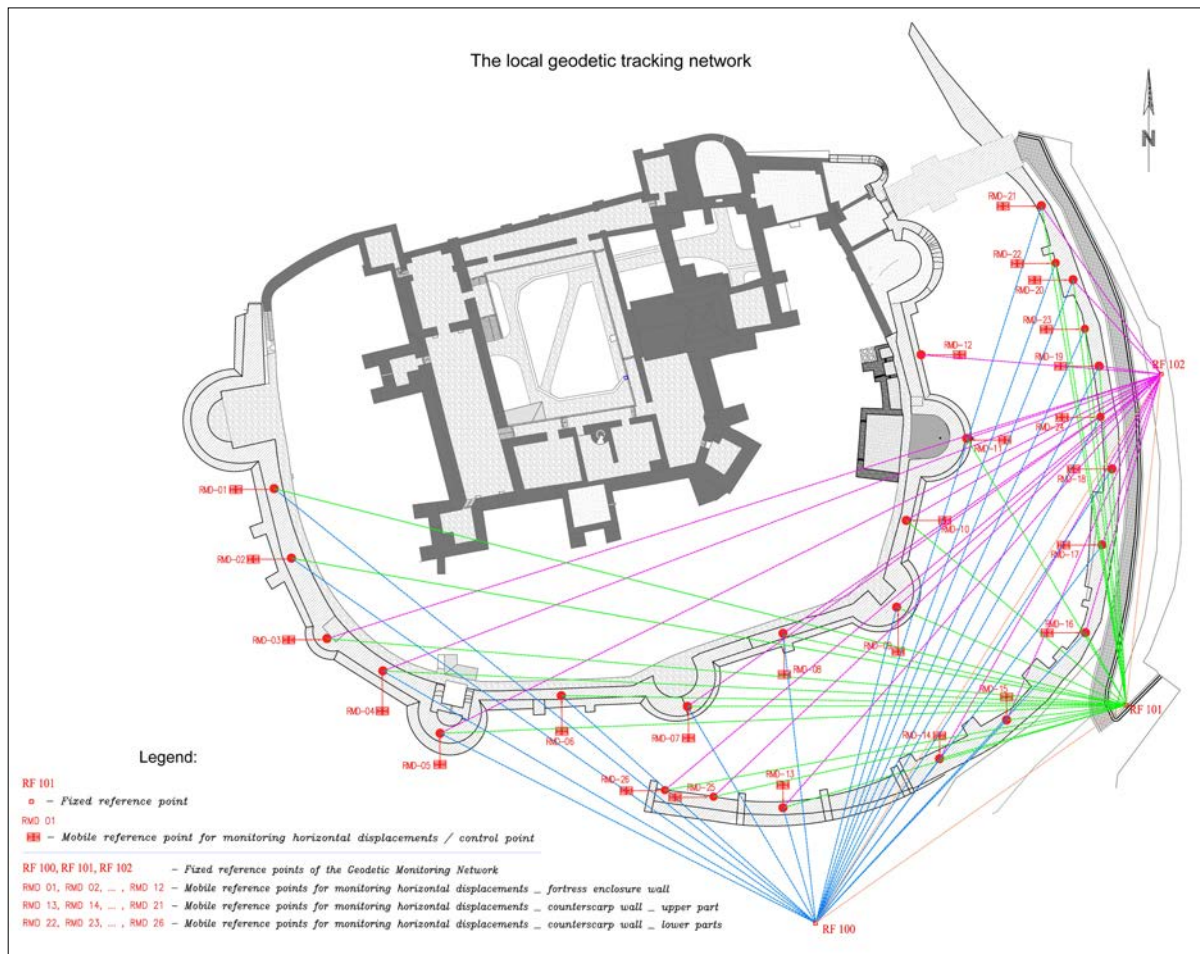 The local geodetic tracking network
N
RMD-21
RMD-22
RMD-20
RMD-23
RMD-12
RMD-19
RF 102
RMD-24
RMD-11
RMD-18
RMD-01
RMD-10
RMD-17
RMD-02
RMD-16
RMD-03
RMD-09
RMD-08
RMD-15
RMD-04
RF 101
RMD-06
RMD-07
RMD-14
RMD-05
RMD-13
RMD-26
RMD-25
RF 100
Legend:
RF 101
– Fixed reference point
RMD 01
– Mobile reference point for monitoring horizontal displacements / control point
RF 100, RF 101, RF 102 – Fixed reference points of the Geodetic Monitoring Network
RMD 01, RMD 02, ... , RMD 12 – Mobile reference points for monitoring horizontal displacements _ fortress enclosure wall
RMD 13, RMD 14, ... , RMD 21 – Mobile reference points for monitoring horizontal displacements _ counterscarp wall _ upper part
RMD 22, RMD 23, ... , RMD 26 – Mobile reference points for monitoring horizontal displacements _ counterscarp wall _ lower parts